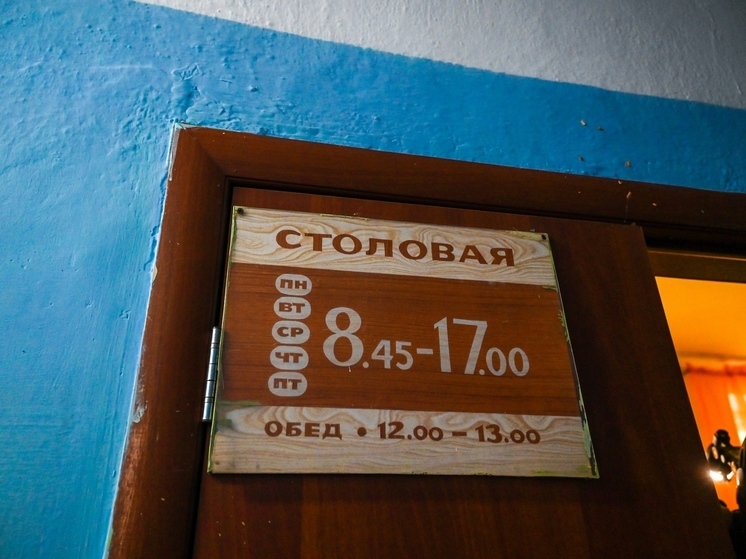 СТОЛОВАЯ
ПН
ВТ
СР
ЧТ
ПТ
8.45-17.00
ОБЕД • 12.00 – 13.00